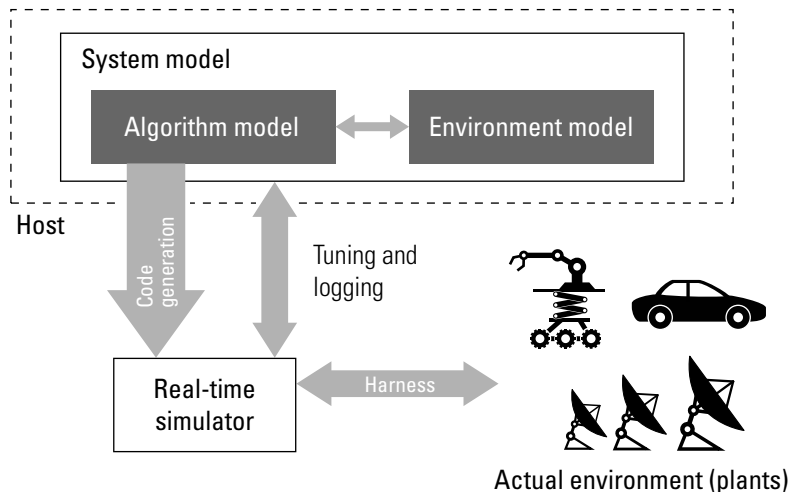 System model
Algorithm model
Environment model
Host
Code
generation
Tuning and
logging
Real-time
simulator
Harness
Actual environment (plants)